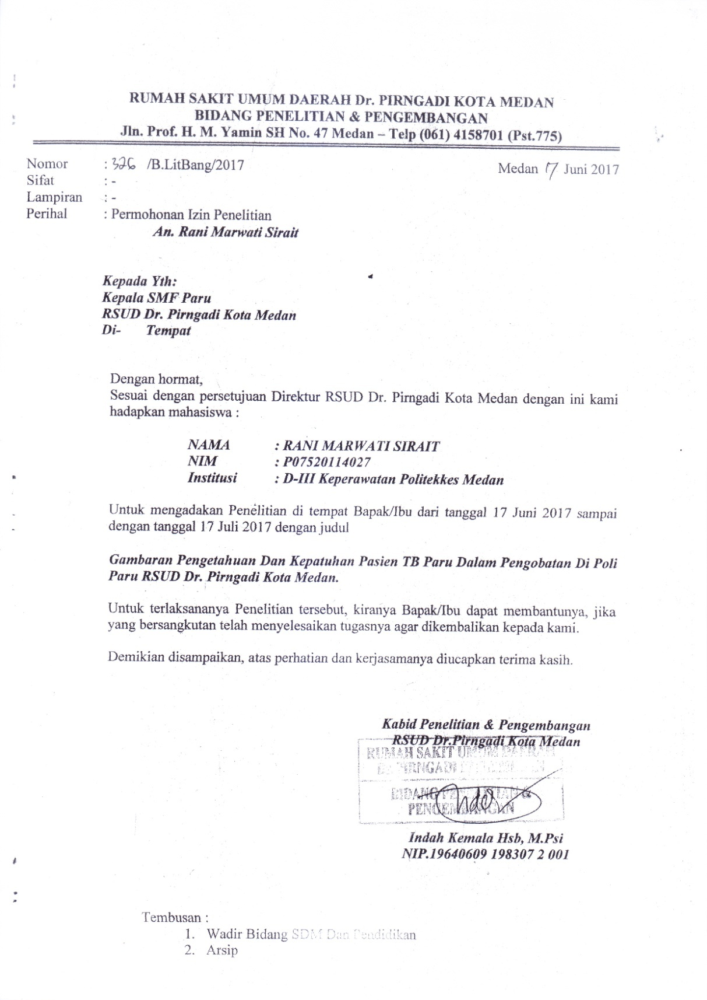 RUMAH SAKIT UMUM DAERAH Dr. PIRNGADI KOTA MEDAN
BIDANG PENELITIAN & PENGEMBANGAN
Jln. Prof. H. M. Yamin SH No. 47 Medan – Telp (061) 4158701 (Pst.775)
Nomor : 326 /B.LitBang/2017 Medan 17 Juni 2017
Sifat : -
Lampiran : -
Perihal : Permohonan Izin Penelitian
An. Rani Marwati Sirait
Kepada Yth:
Kepala SMF Paru
RSUD Dr. Pirngadi Kota Medan
Di- Tempat
Dengan hormat,
Sesuai dengan persetujuan Direktur RSUD Dr. Pirngadi Kota Medan dengan ini kami
hadapkan mahasiswa :
NAMA : RANI MARWATI SIRAIT
NIM : P07520114027
Institusi : D-III Keperawatan Politekkes Medan
Untuk mengadakan Penelitian di tempat Bapak/Ibu dari tanggal 17 Juni 2017 sampai
dengan tanggal 17 Juli 2017 dengan judul
Gambaran Pengetahuan Dan Kepatuhan Pasien TB Paru Dalam Pengobatan Di Poli
Paru RSUD Dr. Pirngadi Kota Medan.
Untuk terlaksananya Penelitian tersebut, kiranya Bapak/Ibu dapat membantunya, jika
yang bersangkutan telah menyelesaikan tugasnya agar dikembalikan kepada kami.
Demikian disampaikan, atas perhatian dan kerjasamanya diucapkan terima kasih.
Kabid Penelitian & Pengembangan
RSUD Dr.Pirngadi Kota Medan
RUMAH SAKIT UMUM DAERAH
PIRNGADI
BIDANG PENELITIAN &
PENGEMBANGAN
Indah Kemala Hsb, M.Psi
NIP.19640609 198307 2 001
Tembusan :
1. Wadir Bidang SDM Dan Pendidikan
2. Arsip